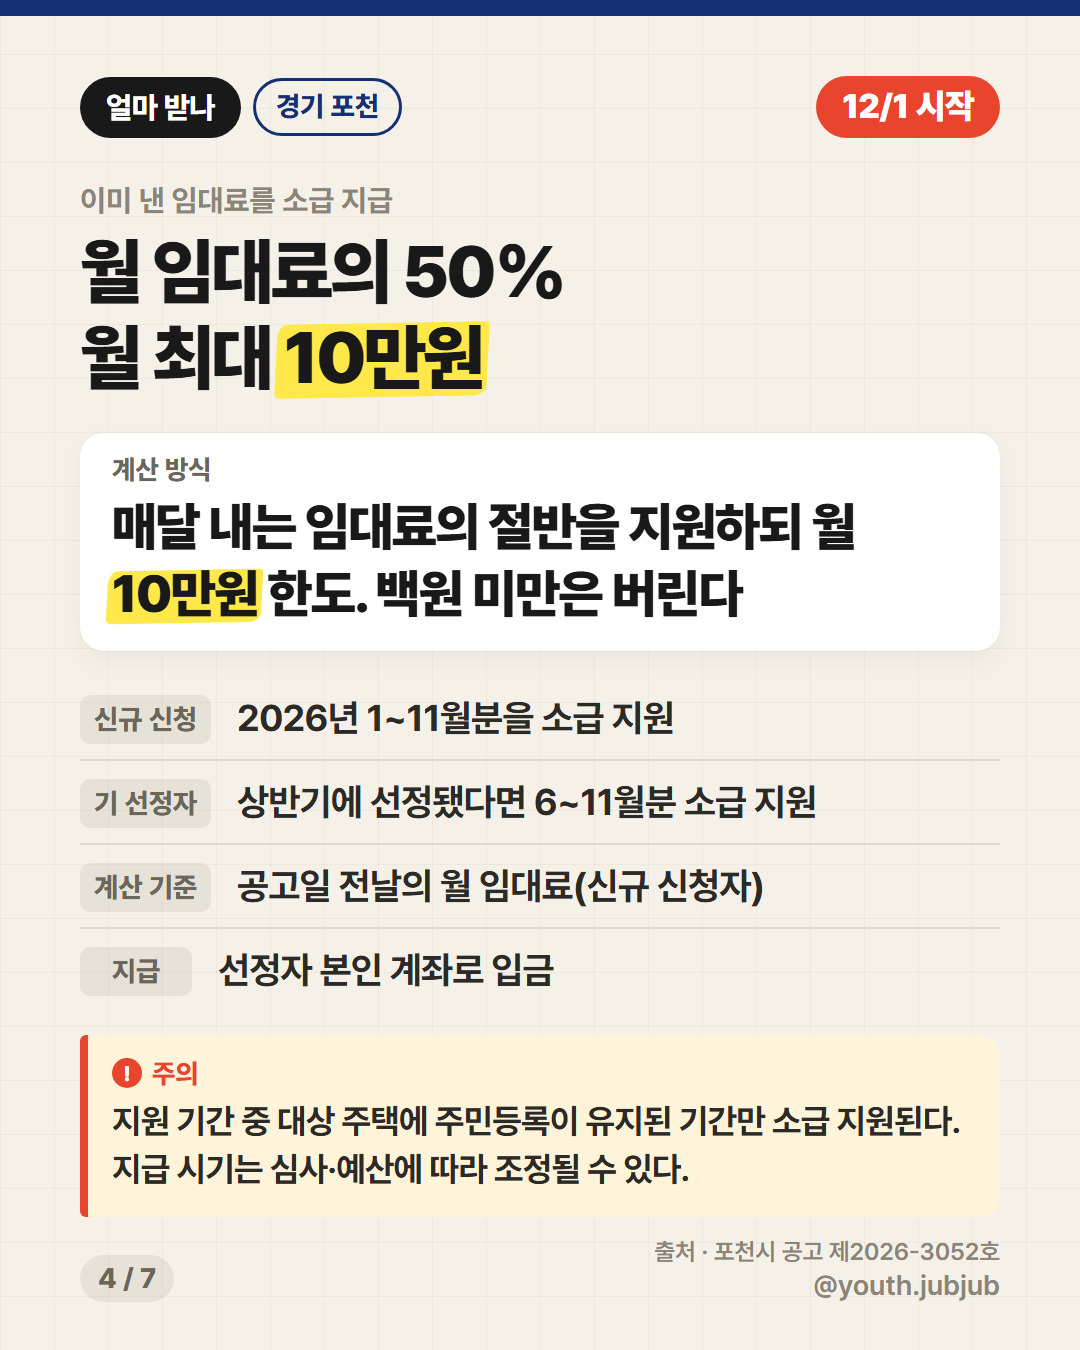 얼마 받나
경기 포천
12/1 시작
이미 낸 임대료를 소급 지급
월 임대료의 50%
월 최대 10만원
계산 방식
매달 내는 임대료의 절반을 지원하되 월
10만원 한도. 백원 미만은 버린다
신규 신청 2026년 1~11월분을 소급 지원
기 선정자 상반기에 선정됐다면 6~11월분 소급 지원
계산 기준 공고일 전날의 월 임대료(신규 신청자)
지급 선정자 본인 계좌로 입금
! 주의
지원 기간 중 대상 주택에 주민등록이 유지된 기간만 소급 지원된다.
지급 시기는 심사·예산에 따라 조정될 수 있다.
4 / 7
출처 · 포천시 공고 제2026-3052호
@youth.jubjub